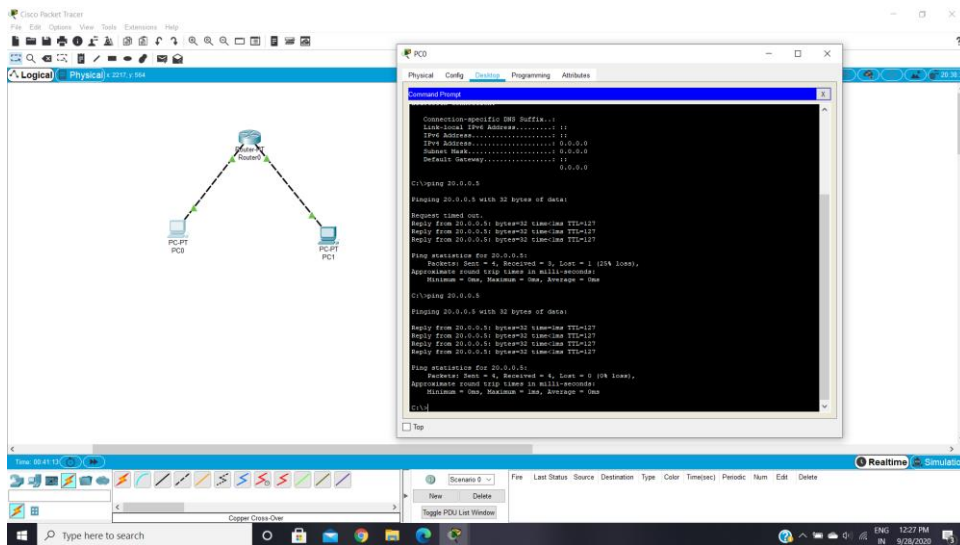 Cisco Packet Tracer
File Edit Options View Tools Extensions Help
Logical Physical x: 2217, y: 564
Router-PT
Router0
PC-PT
PC0
PC-PT
PC1
PC0
Physical Config Desktop Programming Attributes
Command Prompt X
Connection-specific DNS Suffix..:
Link-local IPv6 Address.........: ::
IPv6 Address....................: ::
IPv4 Address....................: 0.0.0.0
Subnet Mask.....................: 0.0.0.0
Default Gateway.................: ::
0.0.0.0
C:\>ping 20.0.0.5
Pinging 20.0.0.5 with 32 bytes of data:
Request timed out.
Reply from 20.0.0.5: bytes=32 time<1ms TTL=127
Reply from 20.0.0.5: bytes=32 time<1ms TTL=127
Reply from 20.0.0.5: bytes=32 time<1ms TTL=127
Ping statistics for 20.0.0.5:
Packets: Sent = 4, Received = 3, Lost = 1 (25% loss),
Approximate round trip times in milli-seconds:
Minimum = 0ms, Maximum = 0ms, Average = 0ms
C:\>ping 20.0.0.5
Pinging 20.0.0.5 with 32 bytes of data:
Reply from 20.0.0.5: bytes=32 time=1ms TTL=127
Reply from 20.0.0.5: bytes=32 time<1ms TTL=127
Reply from 20.0.0.5: bytes=32 time<1ms TTL=127
Reply from 20.0.0.5: bytes=32 time<1ms TTL=127
Ping statistics for 20.0.0.5:
Packets: Sent = 4, Received = 4, Lost = 0 (0% loss),
Approximate round trip times in milli-seconds:
Minimum = 0ms, Maximum = 1ms, Average = 0ms
C:\>
Top
Time: 00:41:13
Realtime Simulatio
Scenario 0
New Delete
Toggle PDU List Window
Fire Last Status Source Destination Type Color Time(sec) Periodic Num Edit Delete
Copper Cross-Over
Type here to search
ENG
IN
12:27 PM
9/28/2020